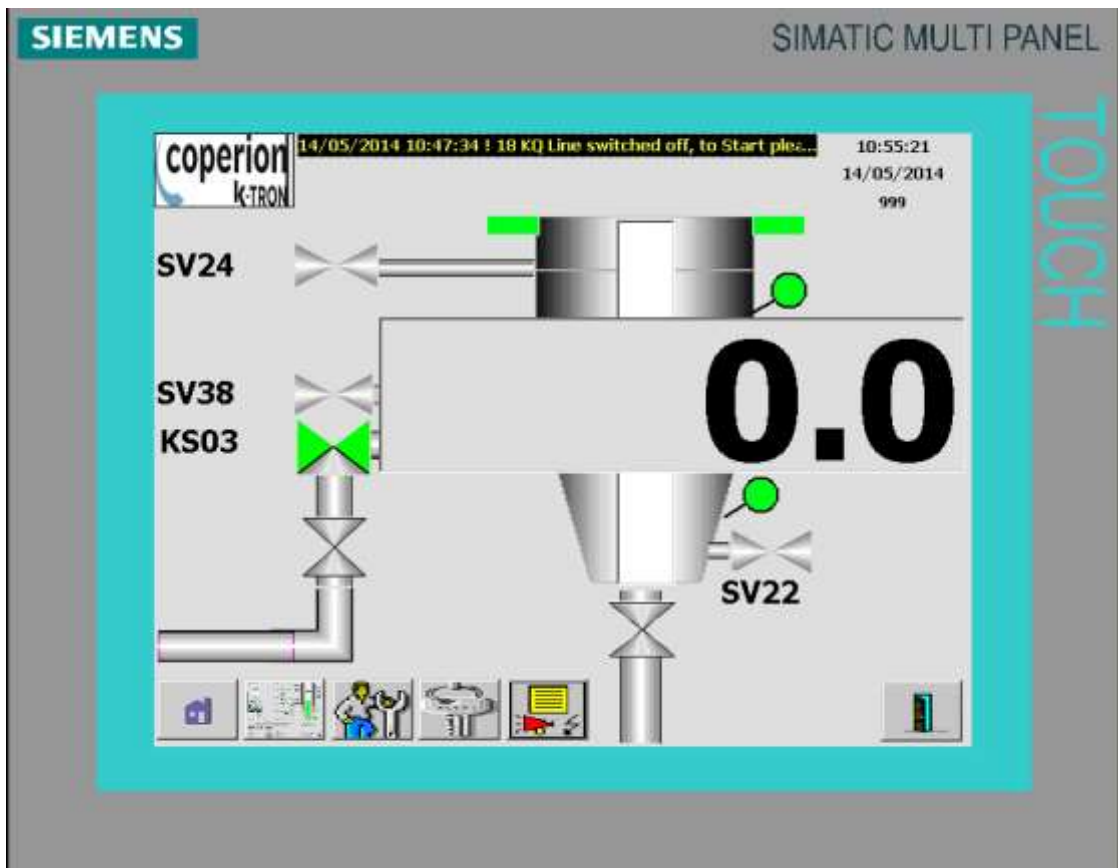 SIEMENS
SIMATIC MULTI PANEL
TOUCH
coperion
K-TRON
14/05/2014 10:47:34 ! 18 KQ Line switched off, to Start plea...
10:55:21
14/05/2014
999
SV24
SV38
0.0
KS03
SV22